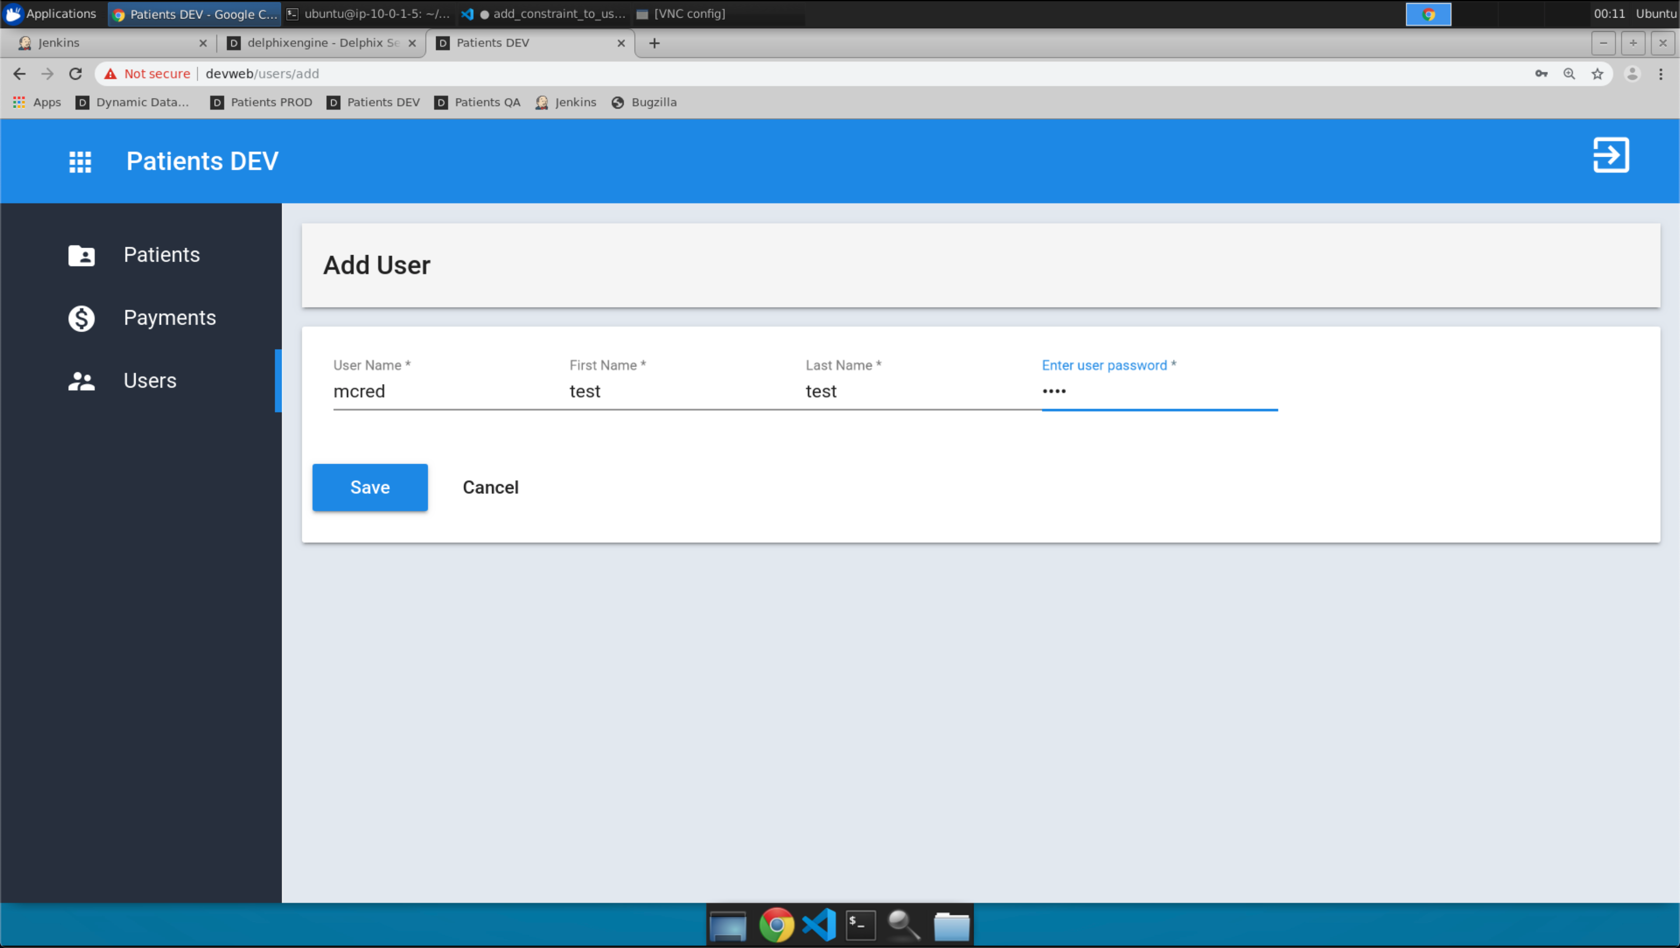 Applications Patients DEV - Google C... ubuntu@ip-10-0-1-5: ~/... add_constraint_to_us... [VNC config] 00:11 Ubuntu
Jenkins delphixengine - Delphix Se Patients DEV
Not secure devweb/users/add
Apps Dynamic Data... Patients PROD Patients DEV Patients QA Jenkins Bugzilla
Patients DEV
Patients
Payments
Users
Add User
User Name * First Name * Last Name * Enter user password *
mcred test test ••••
Save Cancel